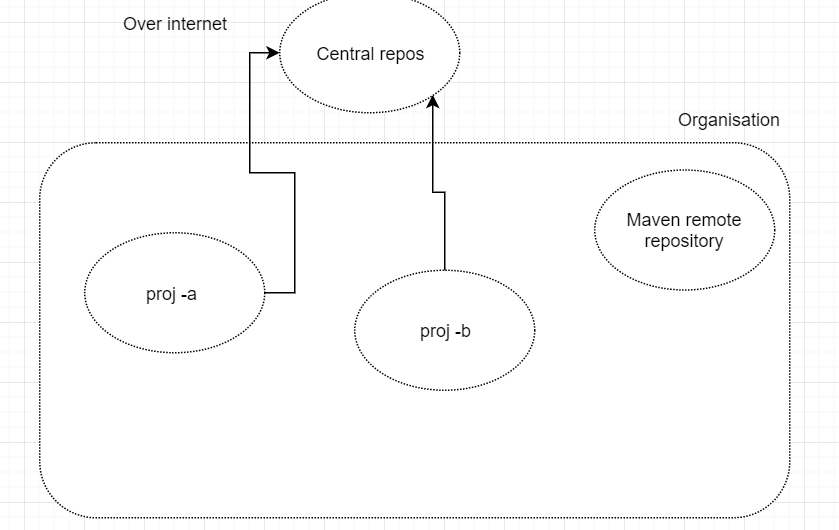 Over internet
Central repos
Organisation
Maven remote
repository
proj -a
proj -b